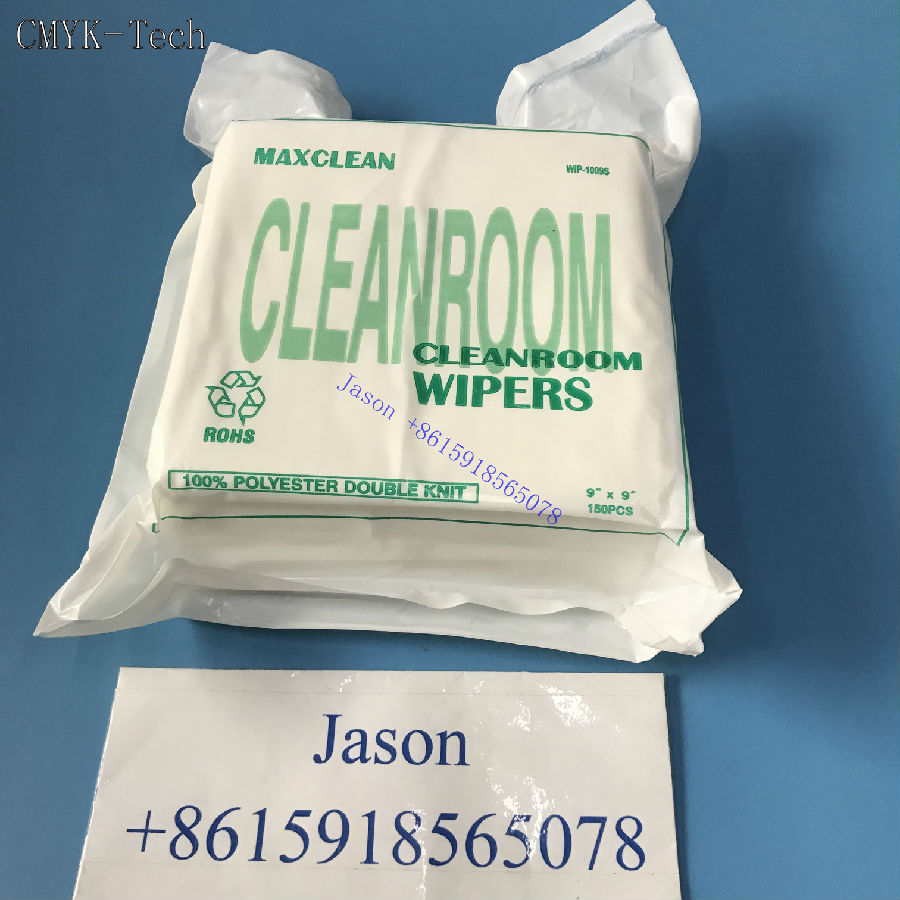 CMYK-Tech
MAXCLEAN
WIP-1009S
CLEANROOM
CLEANROOM
WIPERS
Jason +8615918565078
ROHS
100% POLYESTER DOUBLE KNIT
9" x 9"
150PCS
Jason
+8615918565078